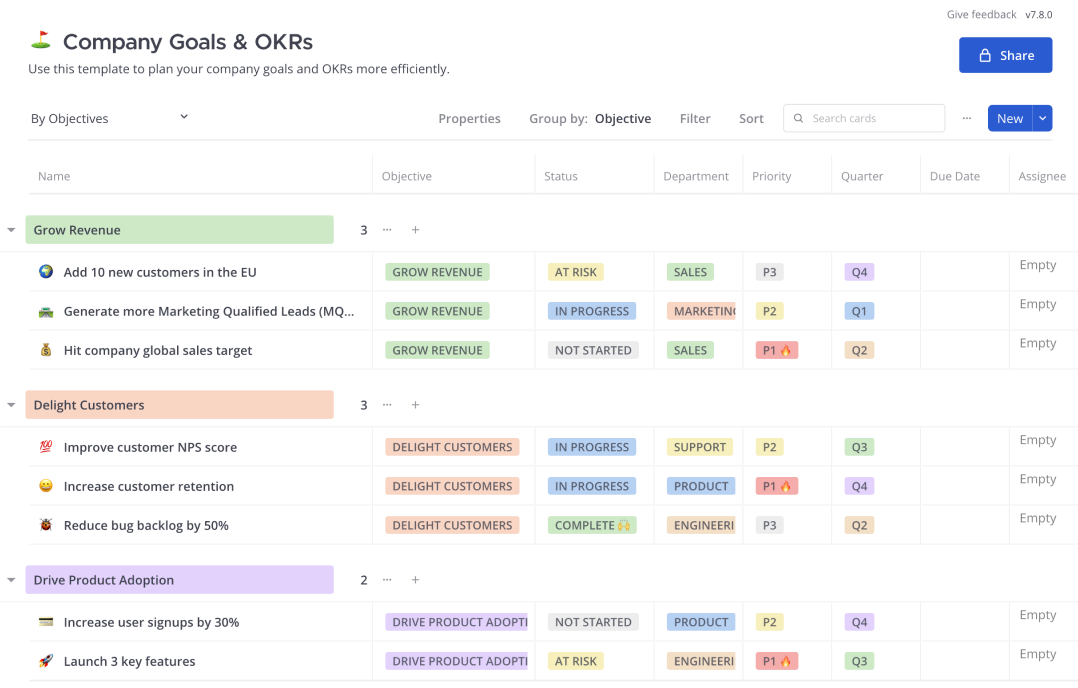 Give feedback v7.8.0
Company Goals & OKRs
Share
Use this template to plan your company goals and OKRs more efficiently.
By Objectives Properties Group by: Objective Filter Sort Search cards ... New
Name Objective Status Department Priority Quarter Due Date Assignee
Grow Revenue 3 ... +
Add 10 new customers in the EU GROW REVENUE AT RISK SALES P3 Q4 Empty
Generate more Marketing Qualified Leads (MQ... GROW REVENUE IN PROGRESS MARKETING P2 Q1 Empty
Hit company global sales target GROW REVENUE NOT STARTED SALES P1 🔥 Q2 Empty
Delight Customers 3 ... +
💯 Improve customer NPS score DELIGHT CUSTOMERS IN PROGRESS SUPPORT P2 Q3 Empty
Increase customer retention DELIGHT CUSTOMERS IN PROGRESS PRODUCT P1 🔥 Q4 Empty
Reduce bug backlog by 50% DELIGHT CUSTOMERS COMPLETE 🙌 ENGINEERI Q2 P3 Empty
Drive Product Adoption 2 ... +
Increase user signups by 30% DRIVE PRODUCT ADOPTI NOT STARTED PRODUCT P2 Q4 Empty
Launch 3 key features DRIVE PRODUCT ADOPTI AT RISK ENGINEERI P1 🔥 Q3 Empty